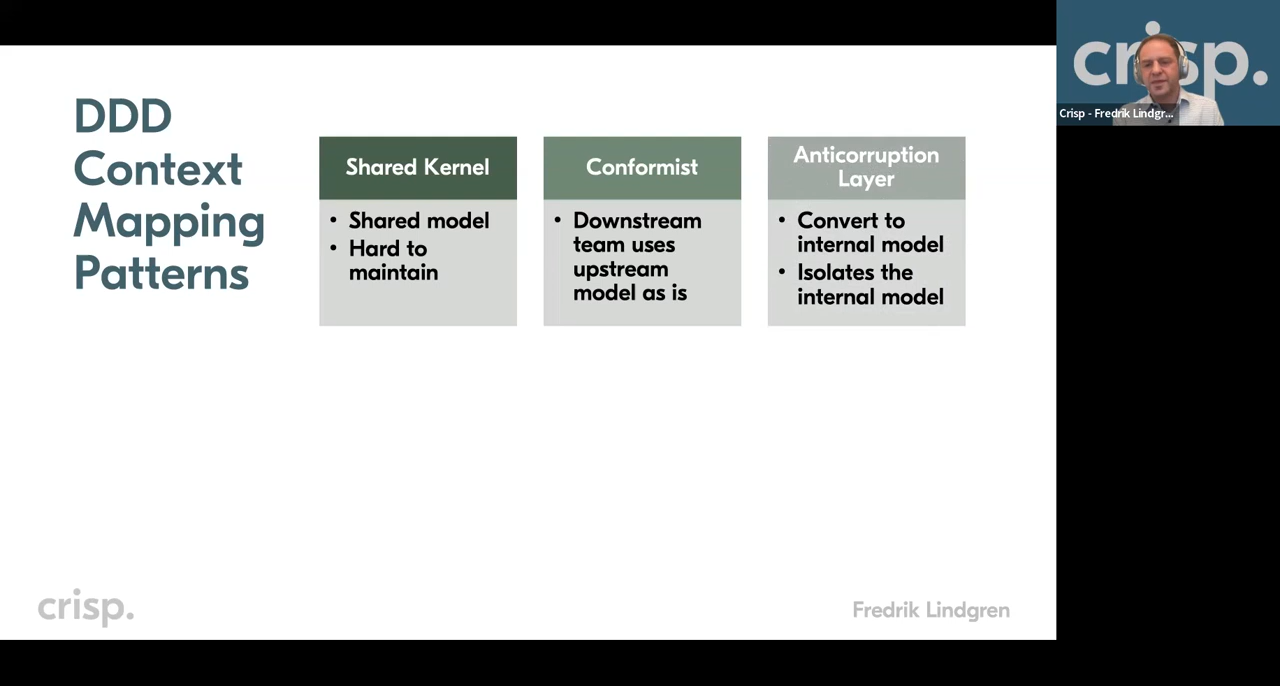 DDD
Context
Mapping
Patterns
Shared Kernel
• Shared model
• Hard to
maintain
Conformist
• Downstream
team uses
upstream
model as is
Anticorruption
Layer
• Convert to
internal model
• Isolates the
internal model
crisp.
Fredrik Lindgren
crisp.
Crisp - Fredrik Lindgr...